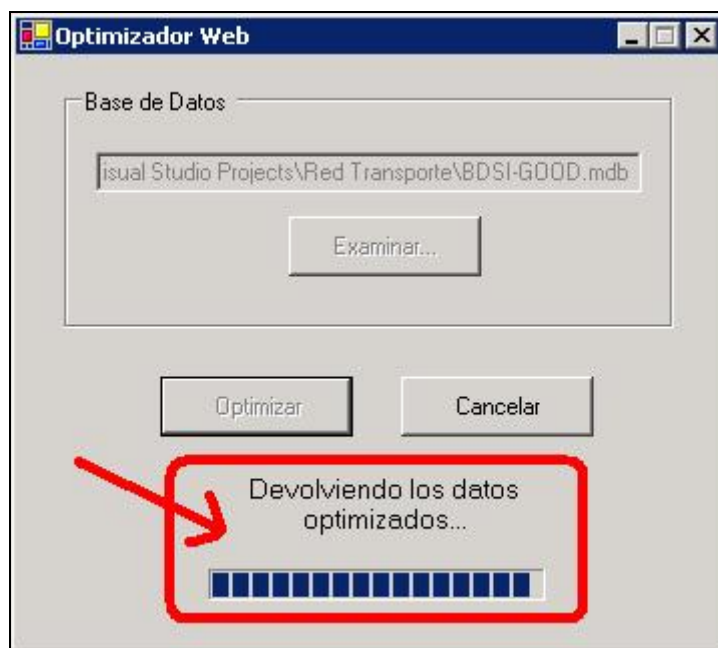 Optimizador Web
Base de Datos
isual Studio Projects\Red Transporte\BDSI-GOOD.mdb
Examinar...
Optimizar
Cancelar
Devolviendo los datos
optimizados...